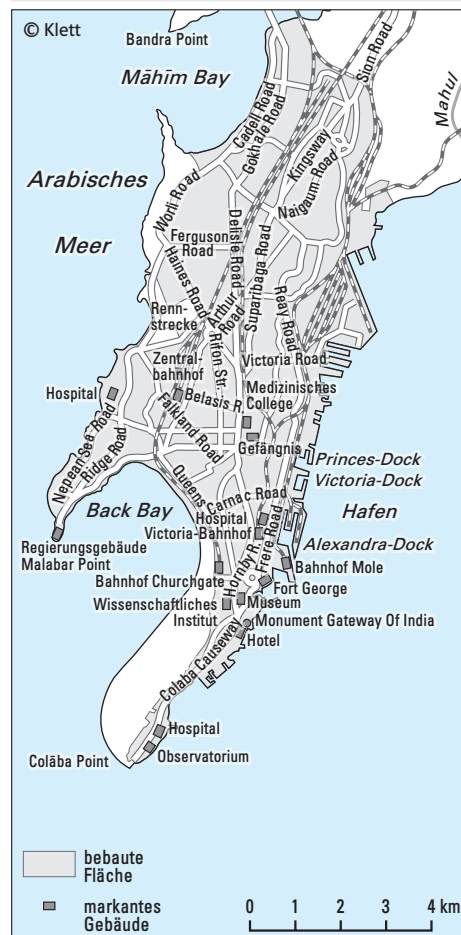 © Klett
Bandra Point
Māhīm Bay
Sion Road
Mahul
Cadell Road
Gokhale Road
Kingsway
Arabisches
Meer
Worli Road
Naigaum-Road
Ferguson
Road
Delisle Road
Suparibaga Road
Haines Road
Reay Road
Renn-
strecke
Arthur
Road
Rifon Str.
Victoria Road
Zentral-
bahnhof
Medizinisches
College
Hospital
Belasis R.
Falkland Road
Gefängnis
Nepean Sea Road
Ridge Road
Princes-Dock
Victoria-Dock
Queens
Carnac Road
Back Bay
Hafen
Hospital
Frere Road
Victoria-Bahnhof
Alexandra-Dock
Regierungsgebäude
Malabar Point
Hornby R.
Bahnhof Mole
Bahnhof Churchgate
Fort George
Wissenschaftliches
Institut
Museum
Monument Gateway Of India
Hotel
Colaba Causeway
Hospital
Colāba Point
Observatorium
bebaute
Fläche
markantes
Gebäude
0 1 2 3 4 km